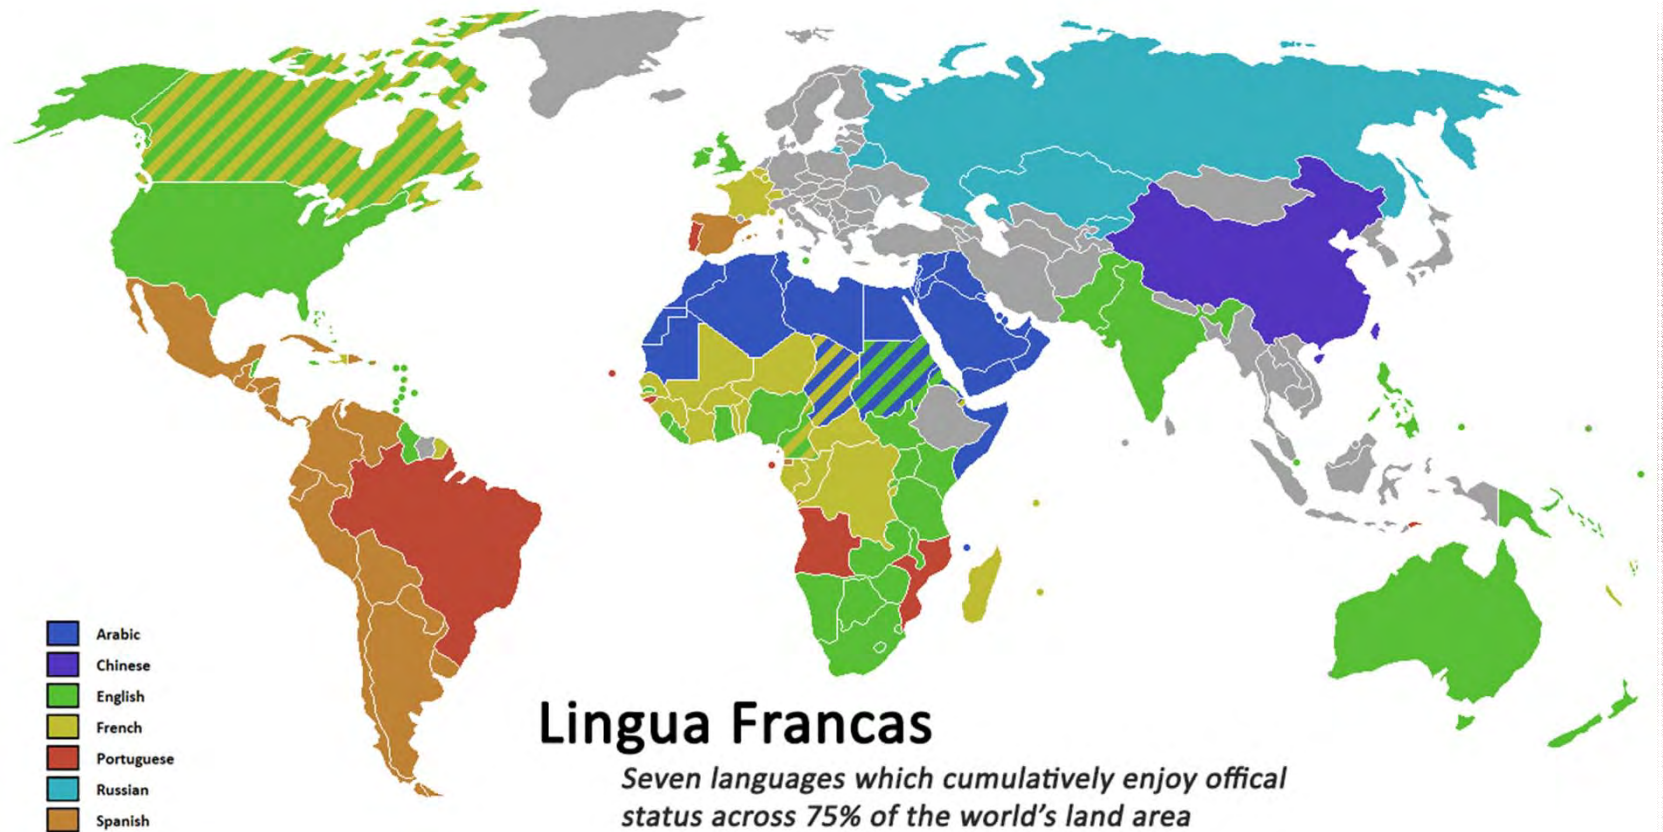 Arabic
Chinese
English
French
Portuguese
Russian
Spanish
Lingua Francas
Seven languages which cumulatively enjoy offical
status across 75% of the world's land area